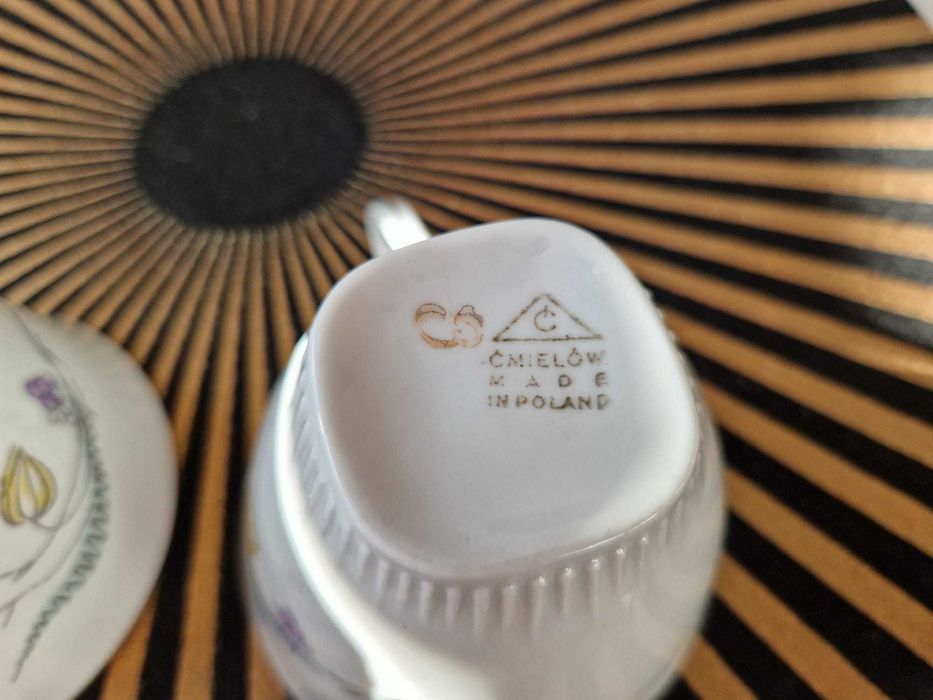 Ć
ĆMIELÓW
MADE
IN POLAND